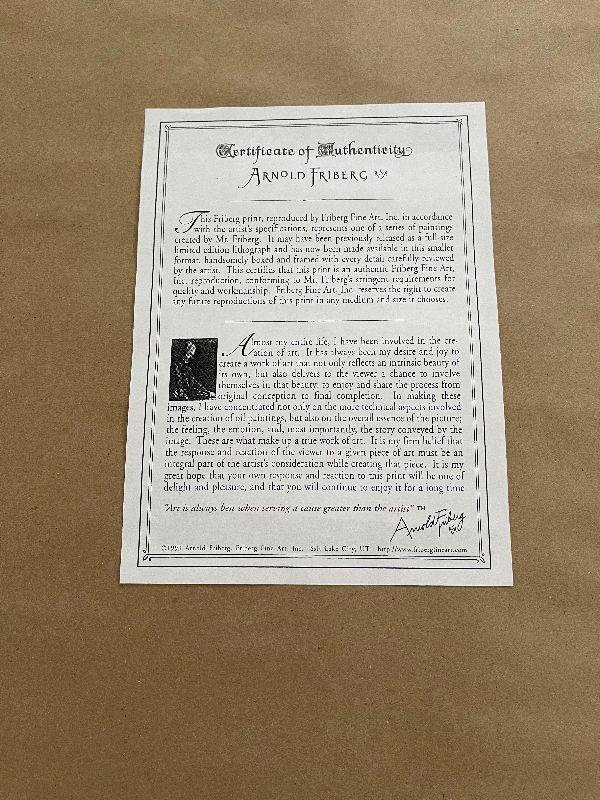 Certificate of Authenticity
ARNOLD FRIBERG
This Friberg print, reproduced by Friberg Fine Art, Inc. in accordance
with the artist's specifications, represents one of a series of paintings
created by Mr. Friberg. It may have been previously released as a full size
limited edition lithograph and has now been made available in this smaller
format, handsomely boxed and framed with every detail carefully reviewed
by the artist. This certifies that this print is an authentic Friberg Fine Art,
Inc. reproduction, conforming to Mr. Friberg's stringent requirements for
quality and workmanship. Friberg Fine Art, Inc. reserves the right to create
any future reproductions of this print in any medium and size it chooses.
Almost my entire life, I have been involved in the cre-
ation of art. It has always been my desire and joy to
create a work of art that not only reflects an intrinsic beauty of
its own, but also delivers to the viewer a chance to involve
themselves in that beauty; to enjoy and share the process from
original conception to final completion. In making these
images, I have concentrated not only on the more technical aspects involved
in the creation of oil paintings, but also on the overall essence of the picture;
the feeling, the emotion, and, most importantly, the story conveyed by the
image. These are what make up a true work of art. It is my firm belief that
the response and reaction of the viewer to a given piece of art must be an
integral part of the artist's consideration while creating that piece. It is my
great hope that your own response and reaction to this print will be one of
delight and pleasure, and that you will continue to enjoy it for a long time
"Art is always best when serving a cause greater than the artist" TM
Arnold Friberg
©1993 Arnold Friberg, Friberg Fine Art, Inc. Salt Lake City, UT http://www.fribergfineart.com